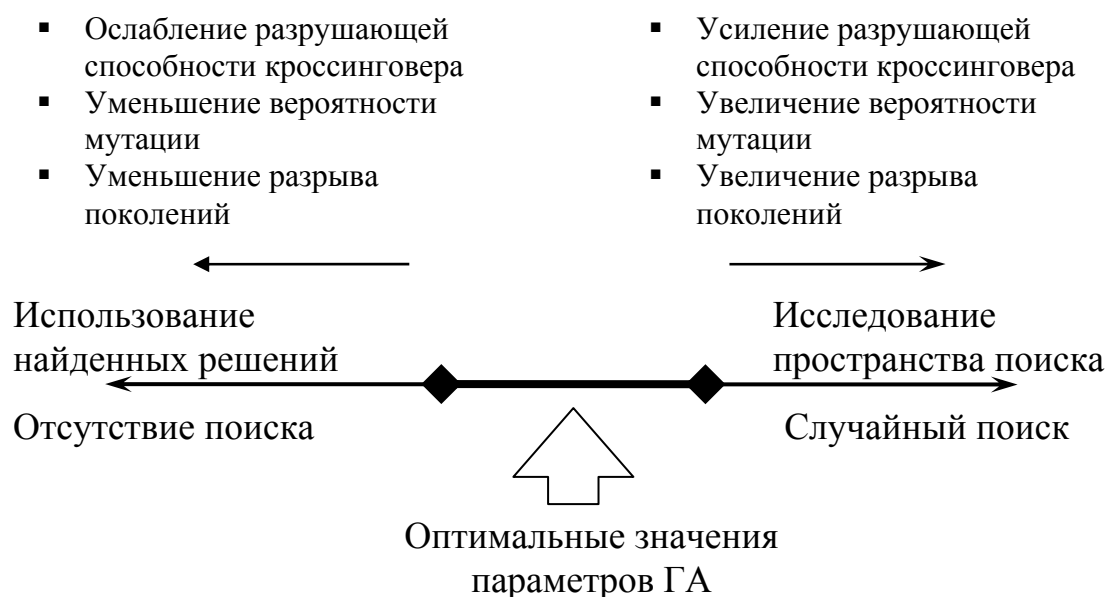 ▪ Ослабление разрушающей
способности кроссинговера
▪ Уменьшение вероятности
мутации
▪ Уменьшение разрыва
поколений
▪ Усиление разрушающей
способности кроссинговера
▪ Увеличение вероятности
мутации
▪ Увеличение разрыва
поколений
Использование
найденных решений
Исследование
пространства поиска
Отсутствие поиска
Случайный поиск
Оптимальные значения
параметров ГА